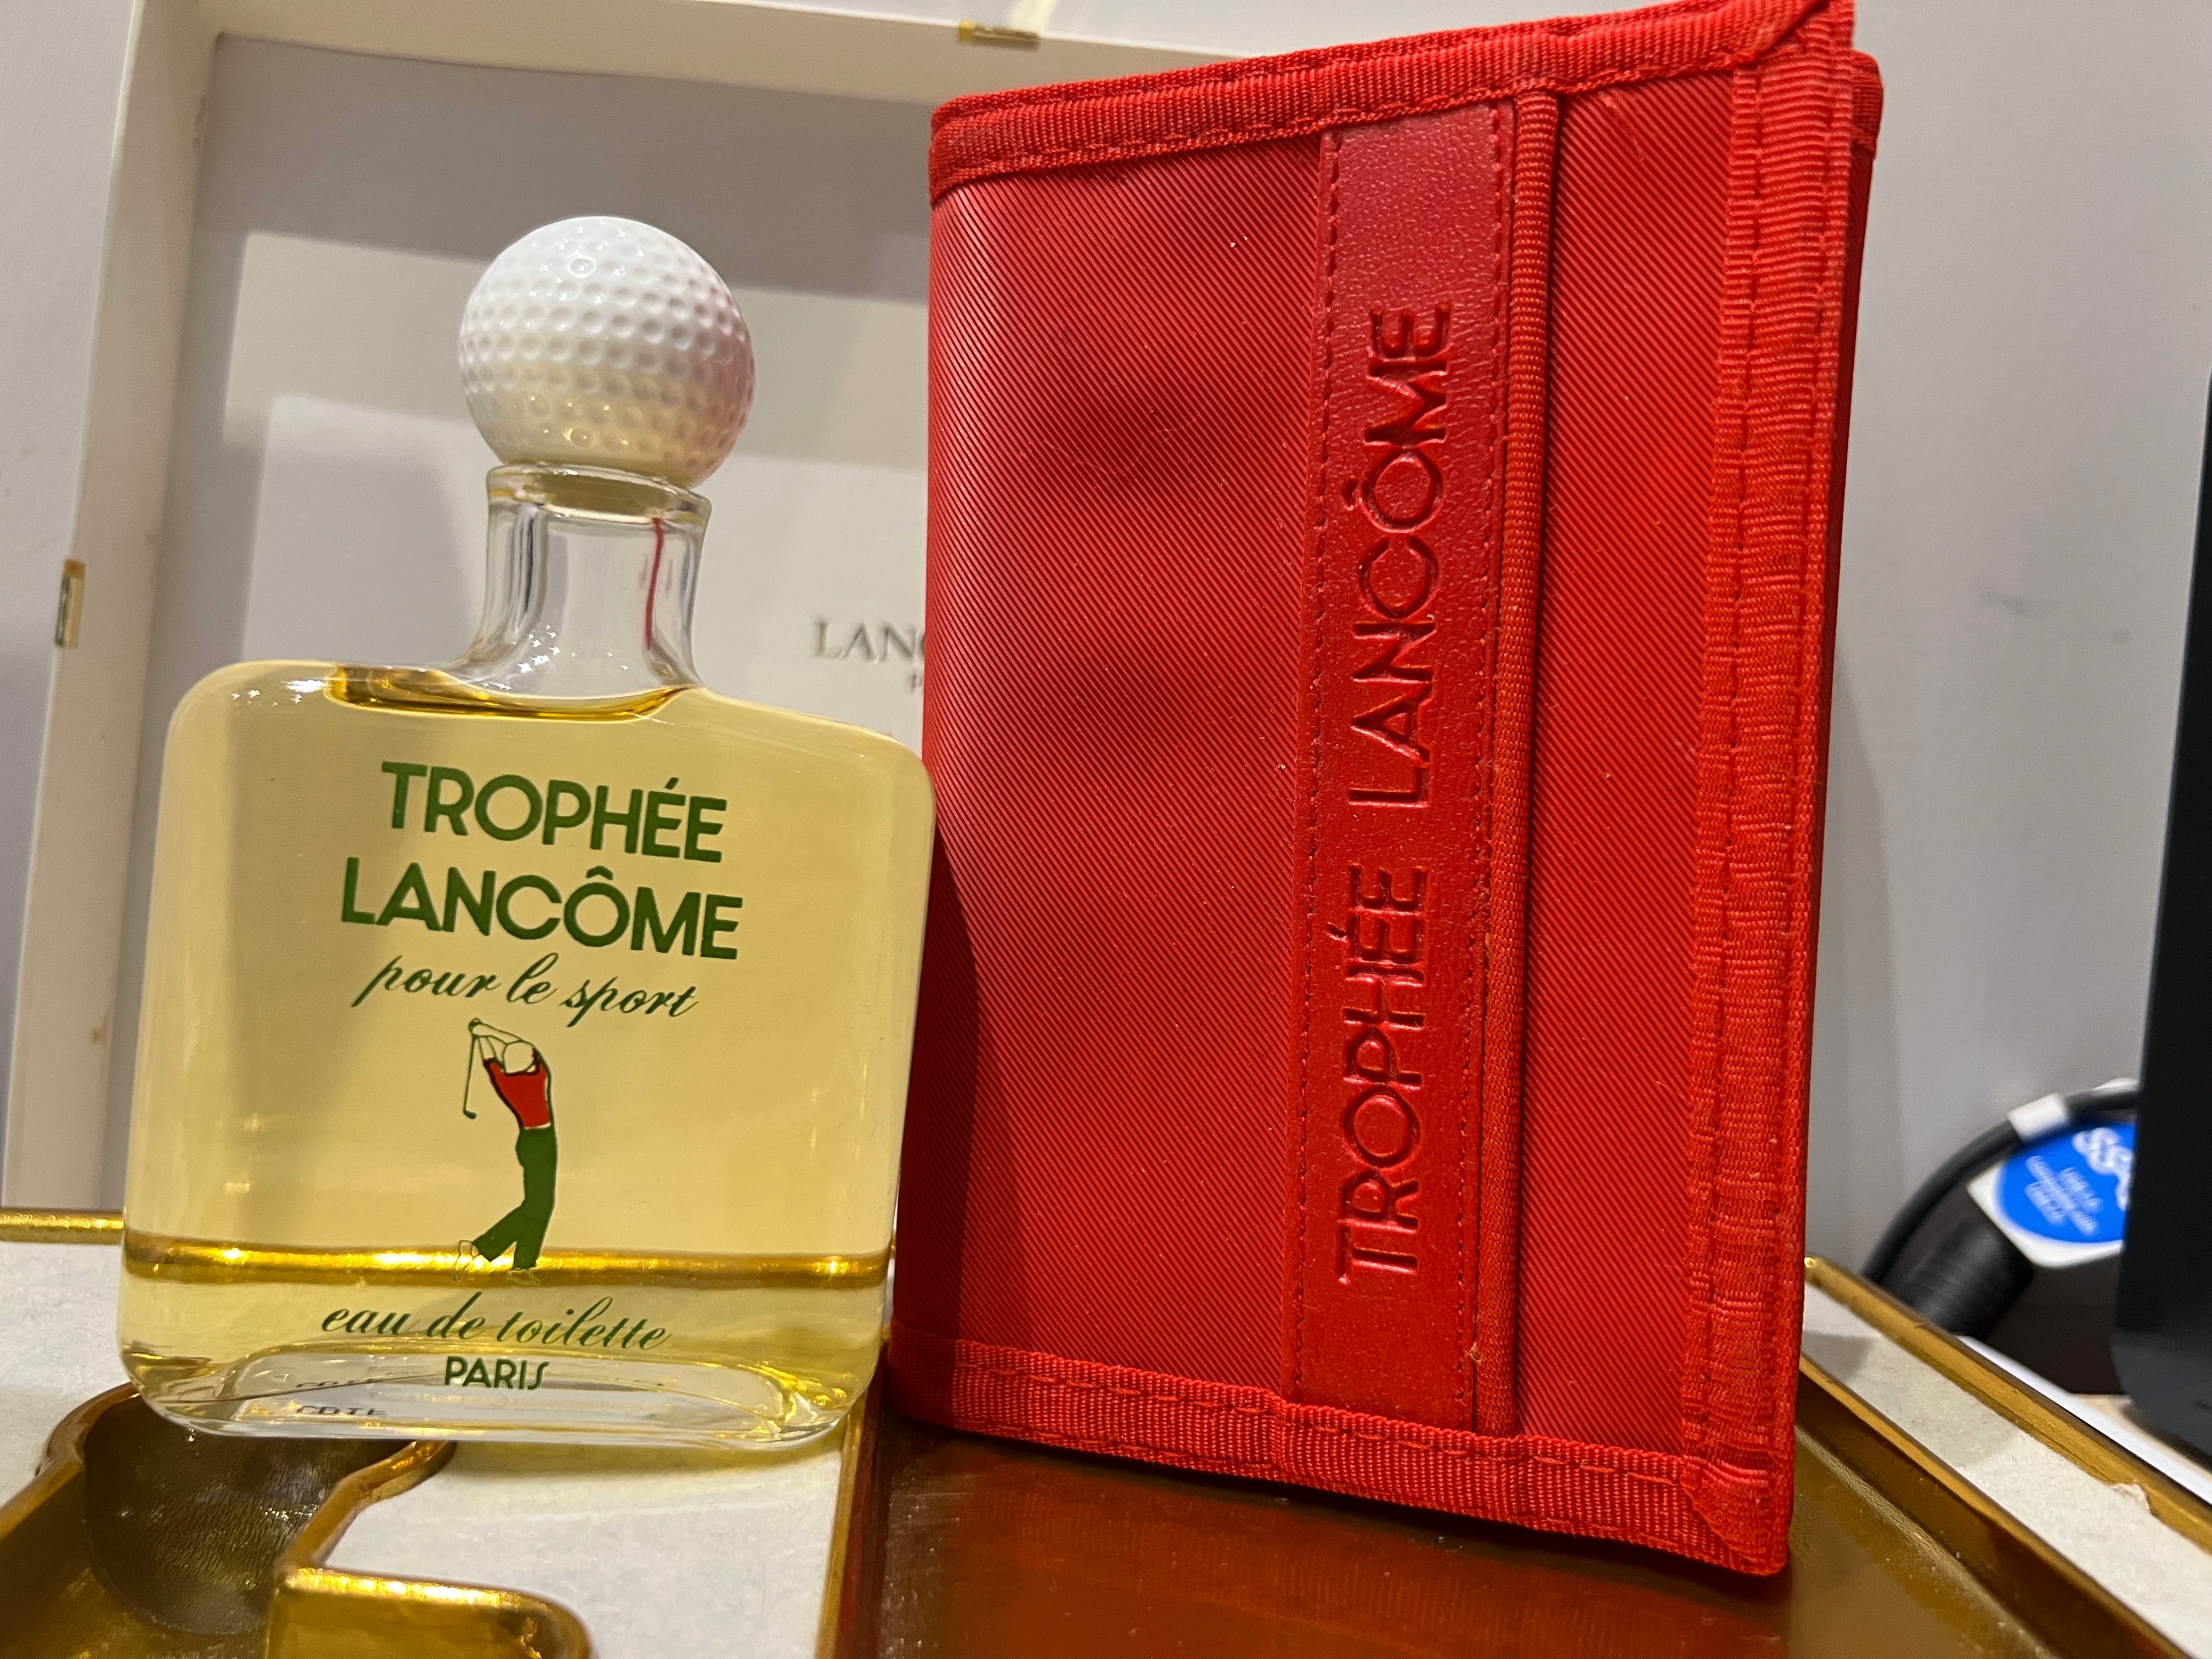 TROPHÉE
LANCÔME
pour le sport
eau de toilette
PARIS
TROPHÉE LANCÔME